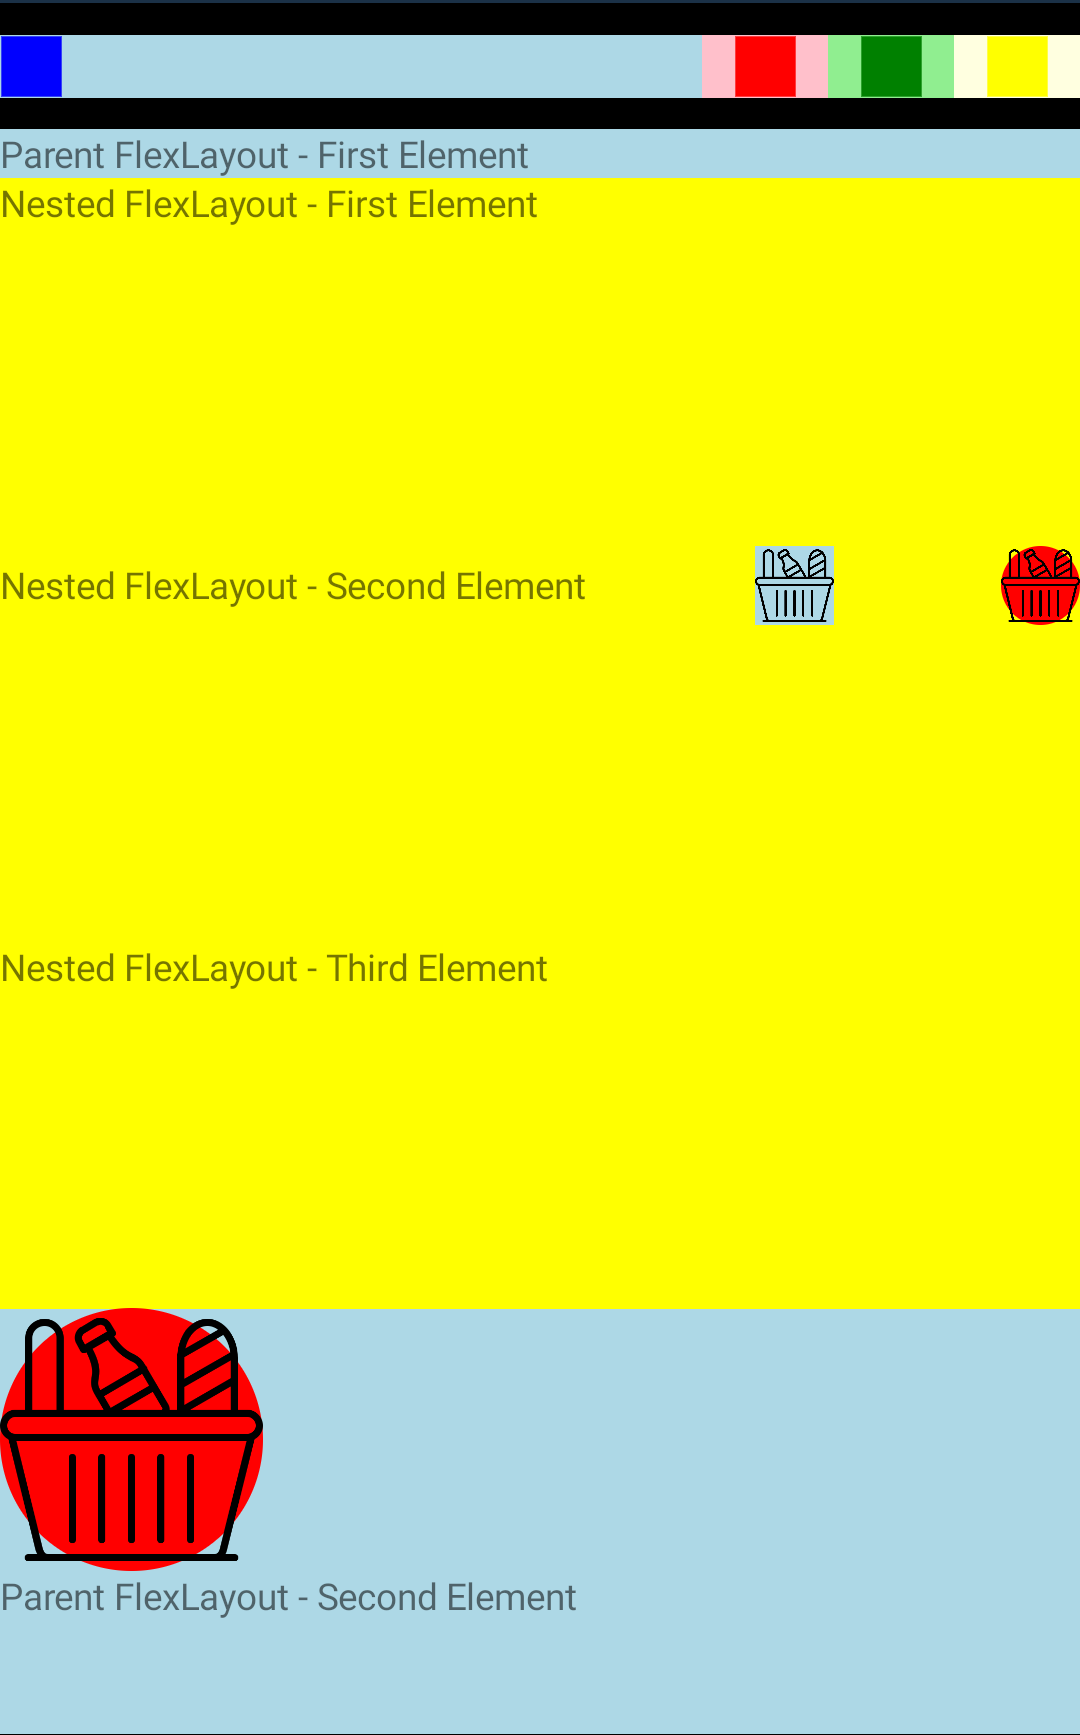 Parent FlexLayout - First Element
Nested FlexLayout - First Element
Nested FlexLayout - Second Element
Nested FlexLayout - Third Element
Parent FlexLayout - Second Element